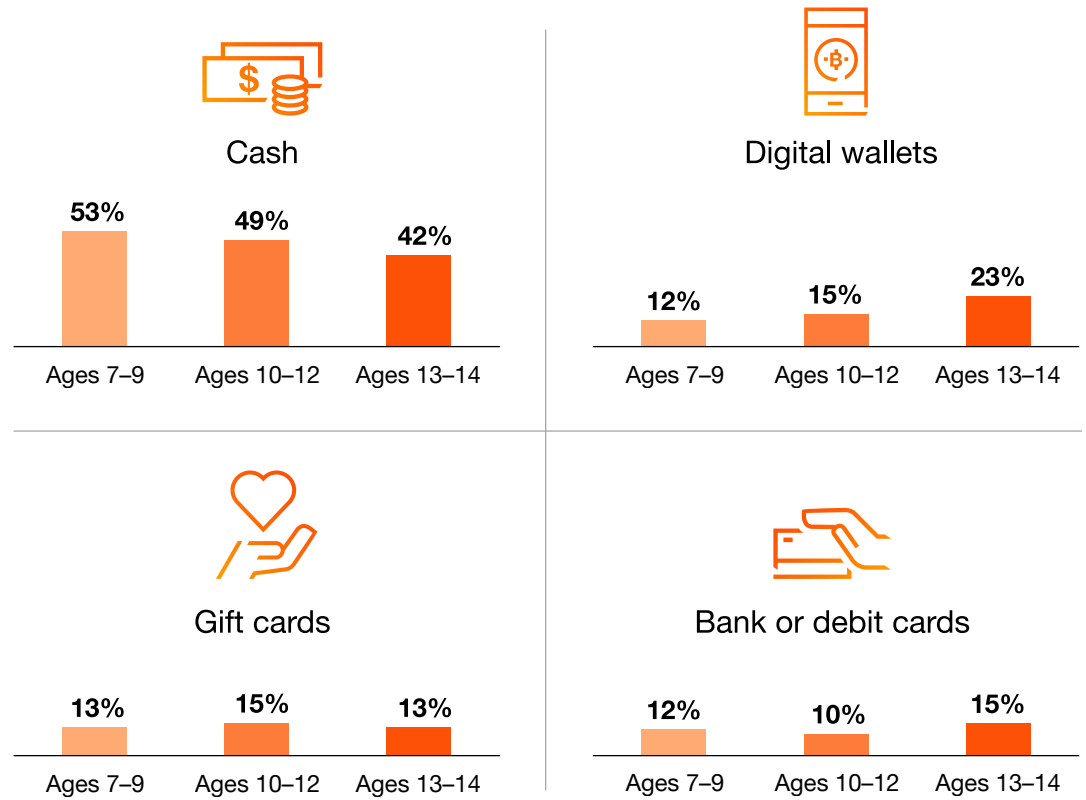 $
B
Cash
Digital wallets
53%
49%
42%
12%
15%
23%
Ages 7–9
Ages 10–12
Ages 13–14
Ages 7–9
Ages 10–12
Ages 13–14
Gift cards
Bank or debit cards
13%
15%
13%
12%
10%
15%
Ages 7–9
Ages 10–12
Ages 13–14
Ages 7–9
Ages 10–12
Ages 13–14